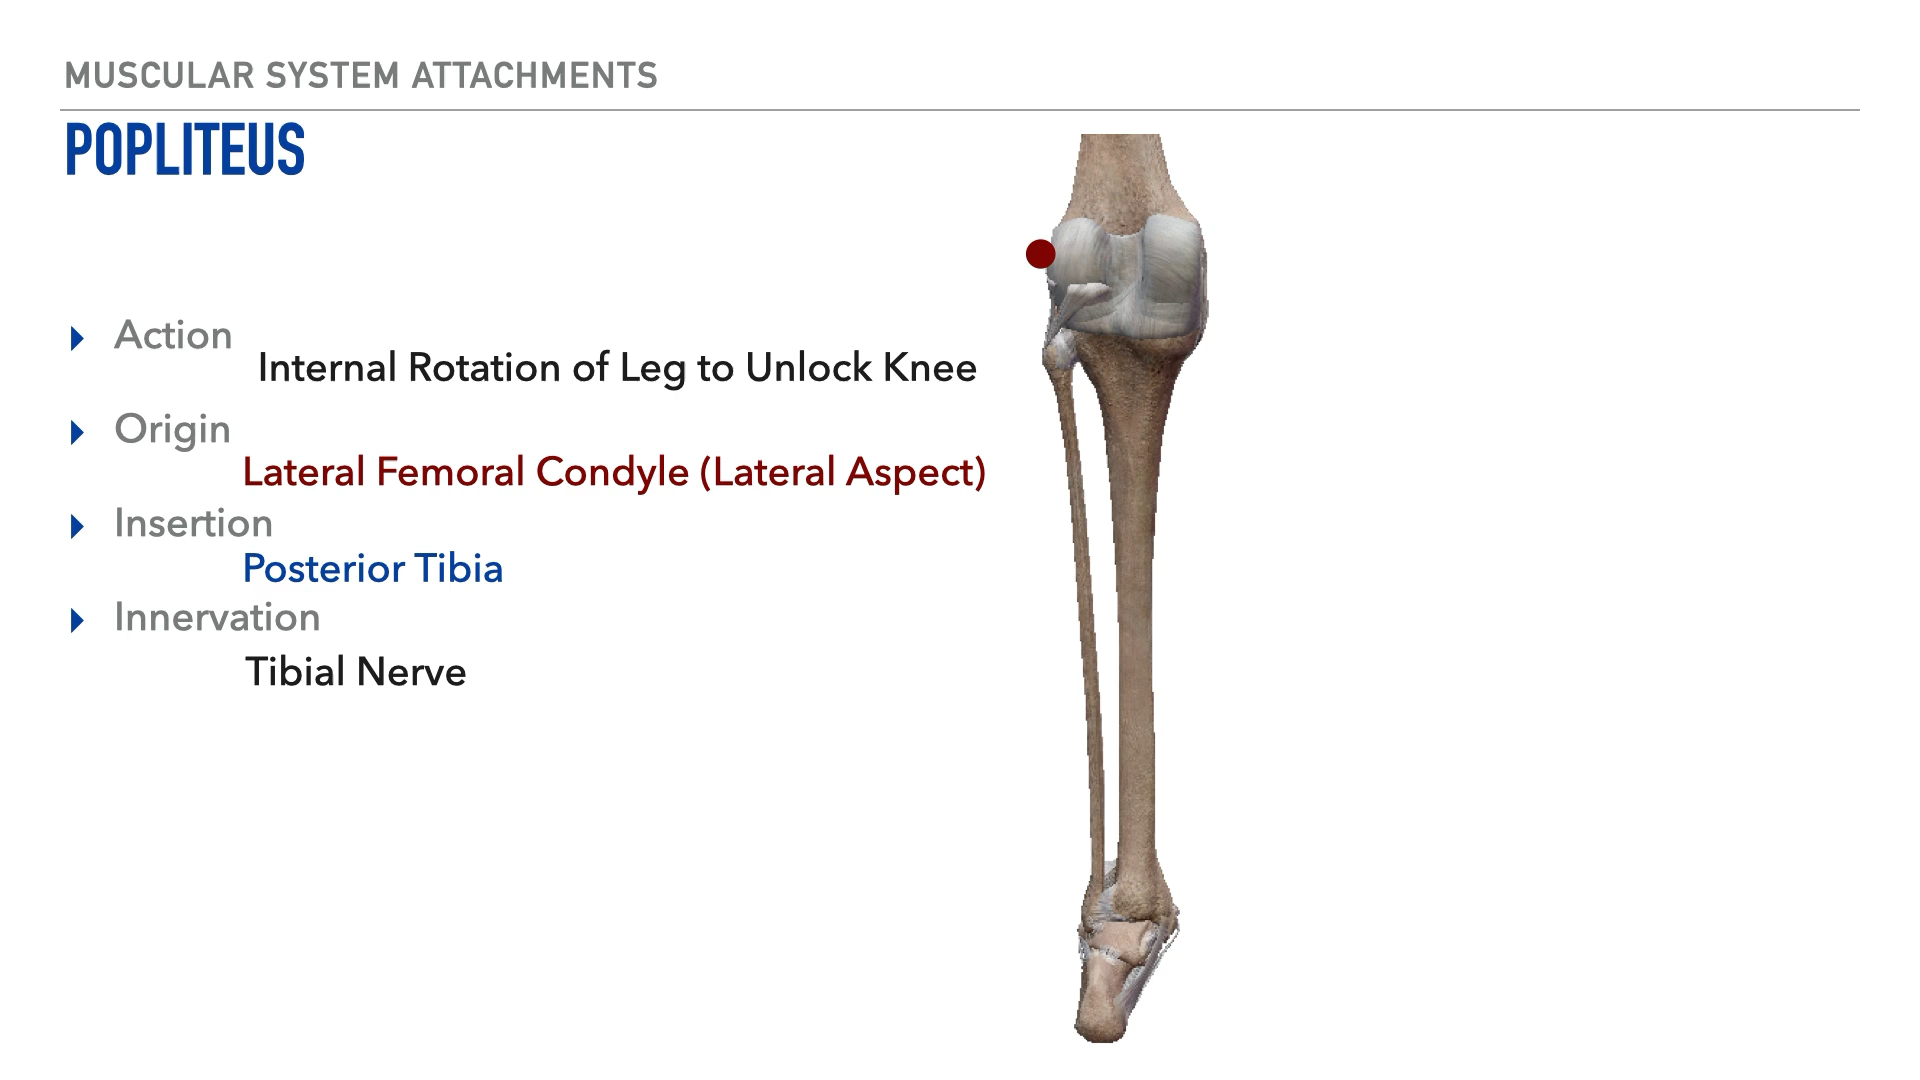 MUSCULAR SYSTEM ATTACHMENTS
POPLITEUS
Action
Internal Rotation of Leg to Unlock Knee
Origin
Lateral Femoral Condyle (Lateral Aspect)
Insertion
Posterior Tibia
Innervation
Tibial Nerve